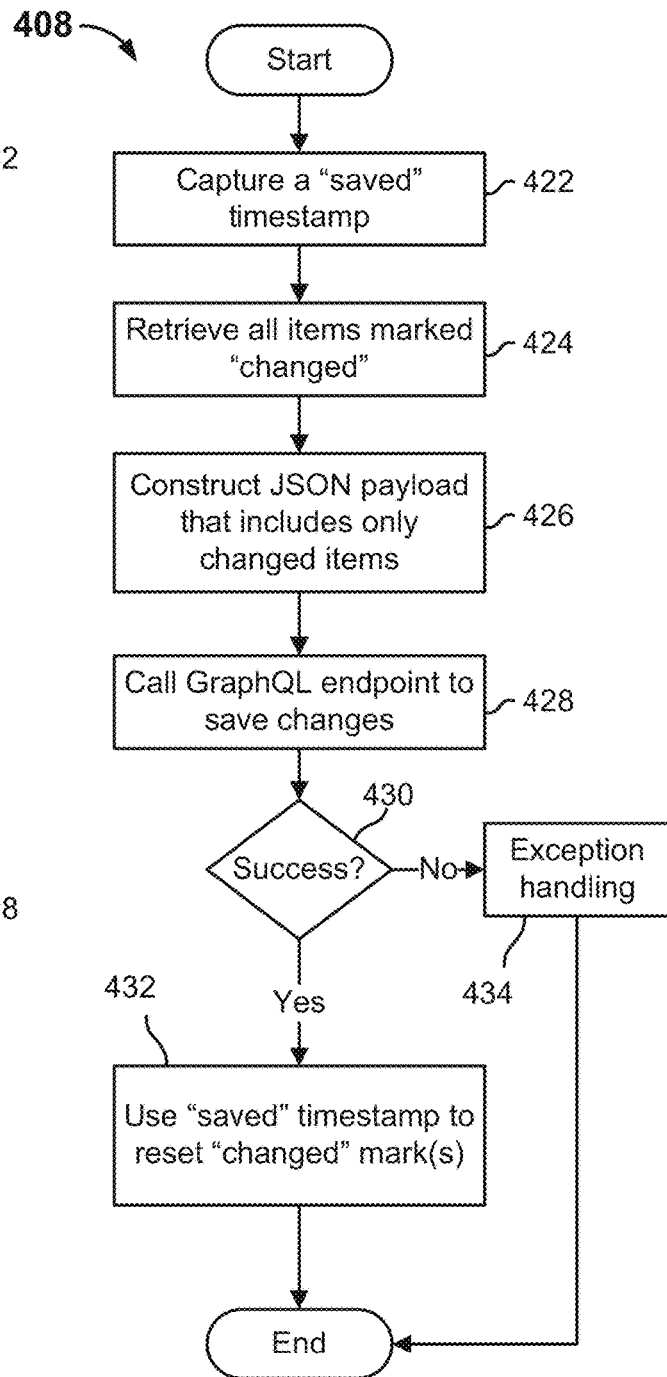 408
Start
2
Capture a “saved”
timestamp
422
Retrieve all items marked
“changed”
424
Construct JSON payload
that includes only
changed items
426
Call GraphQL endpoint to
save changes
428
430
Success?
No
Exception
handling
8
434
432
Yes
Use “saved” timestamp to
reset “changed” mark(s)
End